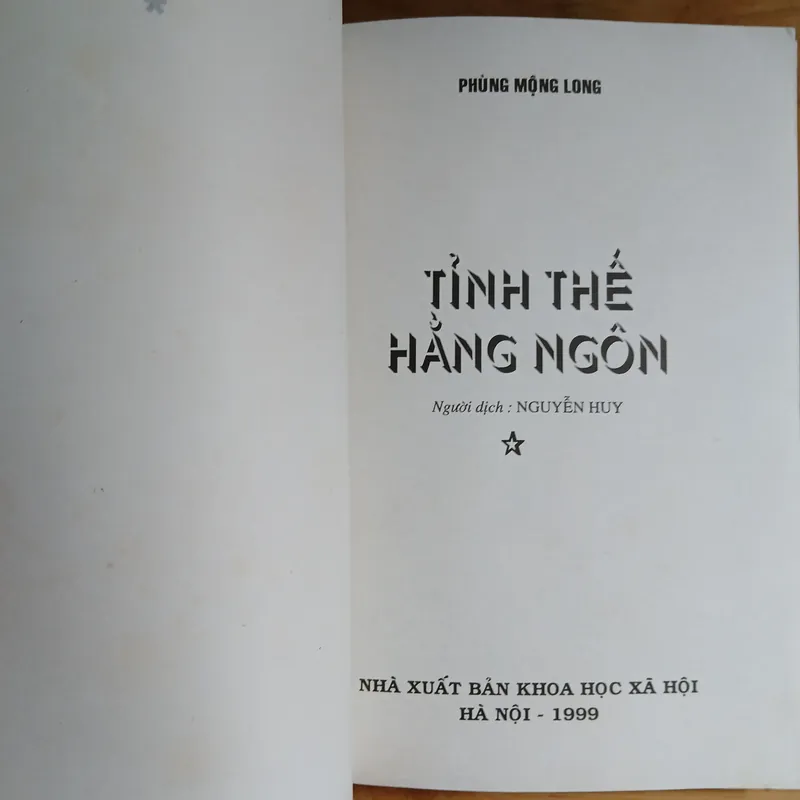 PHÙNG MỘNG LONG
TỈNH THẾ
HẰNG NGÔN
Người dịch : NGUYỄN HUY
NHÀ XUẤT BẢN KHOA HỌC XÃ HỘI
HÀ NỘI - 1999